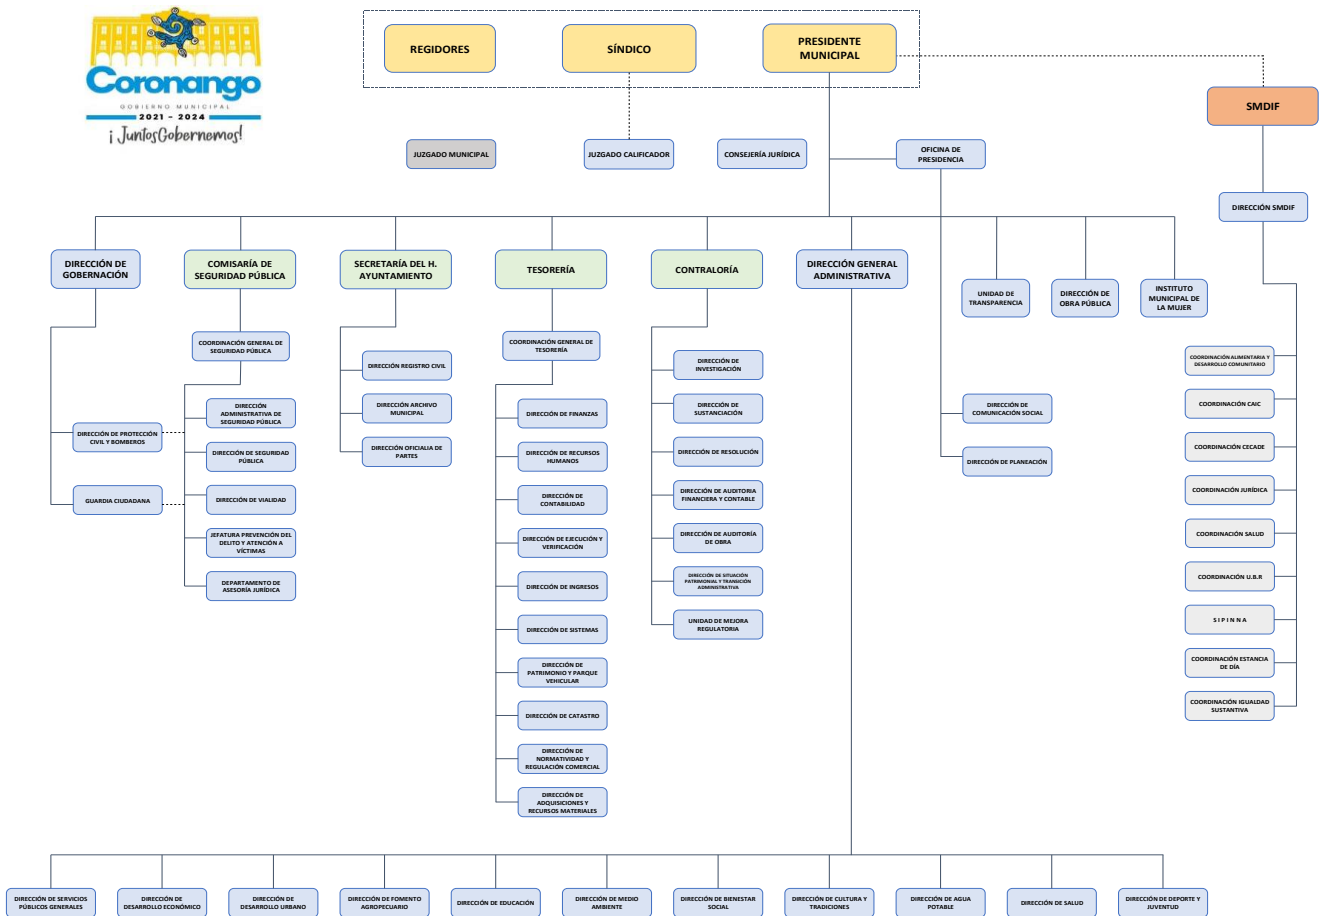 Coronango
GOBIERNO MUNICIPAL
2021 - 2024
¡JuntosGobernemos!
REGIDORES
SÍNDICO
PRESIDENTE
MUNICIPAL
SMDIF
JUZGADO MUNICIPAL
JUZGADO CALIFICADOR
CONSEJERÍA JURÍDICA
OFICINA DE
PRESIDENCIA
DIRECCIÓN SMDIF
DIRECCIÓN DE
GOBERNACIÓN
COMISARÍA DE
SEGURIDAD PÚBLICA
SECRETARÍA DEL H.
AYUNTAMIENTO
TESORERÍA
CONTRALORÍA
DIRECCIÓN GENERAL
ADMINISTRATIVA
UNIDAD DE
TRANSPARENCIA
DIRECCIÓN DE
OBRA PÚBLICA
INSTITUTO
MUNICIPAL DE
LA MUJER
DIRECCIÓN DE PROTECCIÓN
CIVIL Y BOMBEROS
GUARDIA CIUDADANA
COORDINACIÓN GENERAL DE
SEGURIDAD PÚBLICA
DIRECCIÓN
ADMINISTRATIVA DE
SEGURIDAD PÚBLICA
DIRECCIÓN DE SEGURIDAD
PÚBLICA
DIRECCIÓN DE VIALIDAD
JEFATURA PREVENCIÓN DEL
DELITO Y ATENCIÓN A
VÍCTIMAS
DEPARTAMENTO DE
ASESORÍA JURÍDICA
DIRECCIÓN REGISTRO CIVIL
DIRECCIÓN ARCHIVO
MUNICIPAL
DIRECCIÓN OFICIALIA DE
PARTES
COORDINACIÓN GENERAL DE
TESORERÍA
DIRECCIÓN DE FINANZAS
DIRECCIÓN DE RECURSOS
HUMANOS
DIRECCIÓN DE
CONTABILIDAD
DIRECCIÓN DE EJECUCIÓN Y
VERIFICACIÓN
DIRECCIÓN DE INGRESOS
DIRECCIÓN DE SISTEMAS
DIRECCIÓN DE
PATRIMONIO Y PARQUE
VEHICULAR
DIRECCIÓN DE CATASTRO
DIRECCIÓN DE
NORMATIVIDAD Y
REGULACIÓN COMERCIAL
DIRECCIÓN DE
ADQUISICIONES Y
RECURSOS MATERIALES
DIRECCIÓN DE
INVESTIGACIÓN
DIRECCIÓN DE
SUSTANCIACIÓN
DIRECCIÓN DE RESOLUCIÓN
DIRECCIÓN DE AUDITORIA
FINANCIERA Y CONTABLE
DIRECCIÓN DE AUDITORÍA
DE OBRA
DIRECCIÓN DE SITUACIÓN
PATRIMONIAL Y TRANSICIÓN
ADMINISTRATIVA
UNIDAD DE MEJORA
REGULATORIA
DIRECCIÓN DE
COMUNICACIÓN SOCIAL
DIRECCIÓN DE PLANEACIÓN
COORDINACIÓN ALIMENTARIA Y
DESARROLLO COMUNITARIO
COORDINACIÓN CAIC
COORDINACIÓN CECADE
COORDINACIÓN JURÍDICA
COORDINACIÓN SALUD
COORDINACIÓN U.B.R
S I P I N N A
COORDINACIÓN ESTANCIA
DE DÍA
COORDINACIÓN IGUALDAD
SUSTANTIVA
DIRECCIÓN DE SERVICIOS
PÚBLICOS GENERALES
DIRECCIÓN DE
DESARROLLO ECONÓMICO
DIRECCIÓN DE
DESARROLLO URBANO
DIRECCIÓN DE FOMENTO
AGROPECUARIO
DIRECCIÓN DE EDUCACIÓN
DIRECCIÓN DE MEDIO
AMBIENTE
DIRECCIÓN DE BIENESTAR
SOCIAL
DIRECCIÓN DE CULTURA Y
TRADICIONES
DIRECCIÓN DE AGUA
POTABLE
DIRECCIÓN DE SALUD
DIRECCIÓN DE DEPORTE Y
JUVENTUD